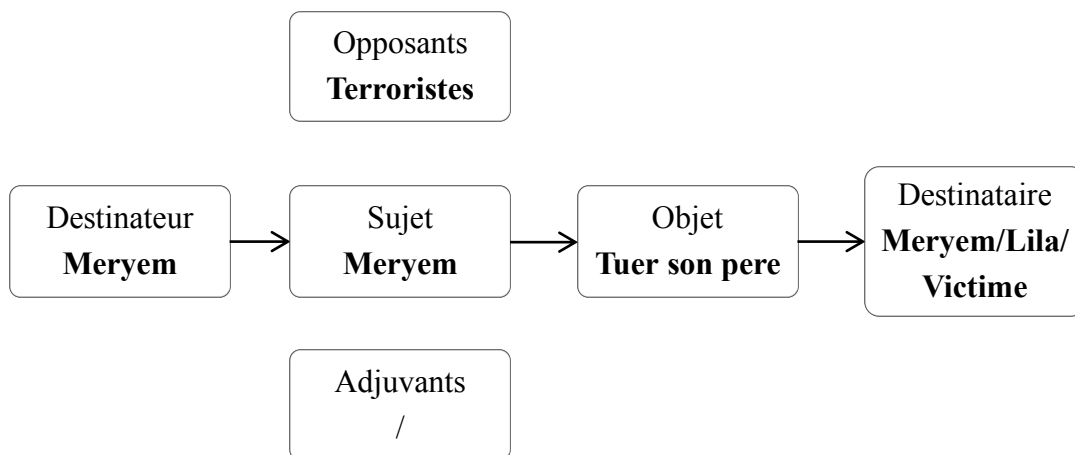 Opposants
Terroristes
Destinateur
Meryem
Sujet
Meryem
Objet
Tuer son pere
Destinataire
Meryem/Lila/
Victime
Adjuvants
/